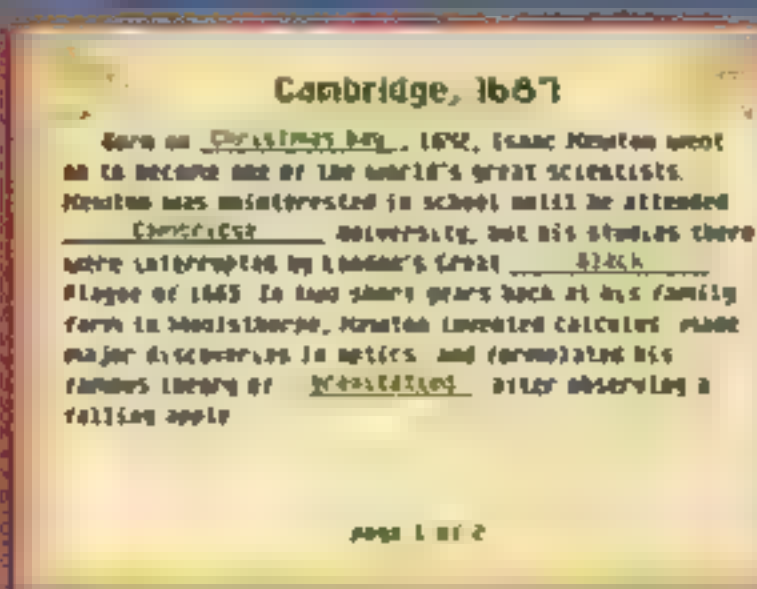 Cambridge, 1687
Born on Christmas Day, 1642, Isaac Newton went
on to become one of the world's great scientists.
Newton was uninterested in school until he attended
Cambridge university, but his studies there
were interrupted by London's Great Black
Plague of 1665. In two short years back at his family
farm in Woolsthorpe, Newton invented calculus, made
major discoveries in optics, and formulated his
famous theory of gravitation after observing a
falling apple.
page 1 of 2